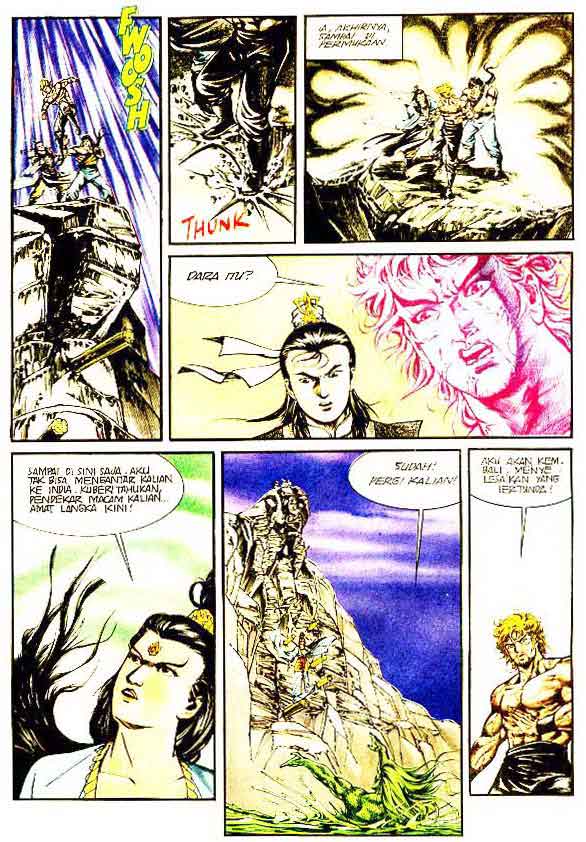 FWOOSH
THUNK
YA, AKHIRNYA,
SAMPAI DI
PERMUKAAN.
DARA ITU?
SAMPAI DI SINI SAJA. AKU
TAK BISA MENGANTAR KALIAN
KE INDIA. KUBERI TAHUKAN,
PENDEKAR MACAM KALIAN..
AMAT LANGKA KINI!
SUDAH!
PERGI KALIAN!
AKU AKAN KEM-
BALI.. MENYE
LESAIKAN YANG
TERTUNDA!